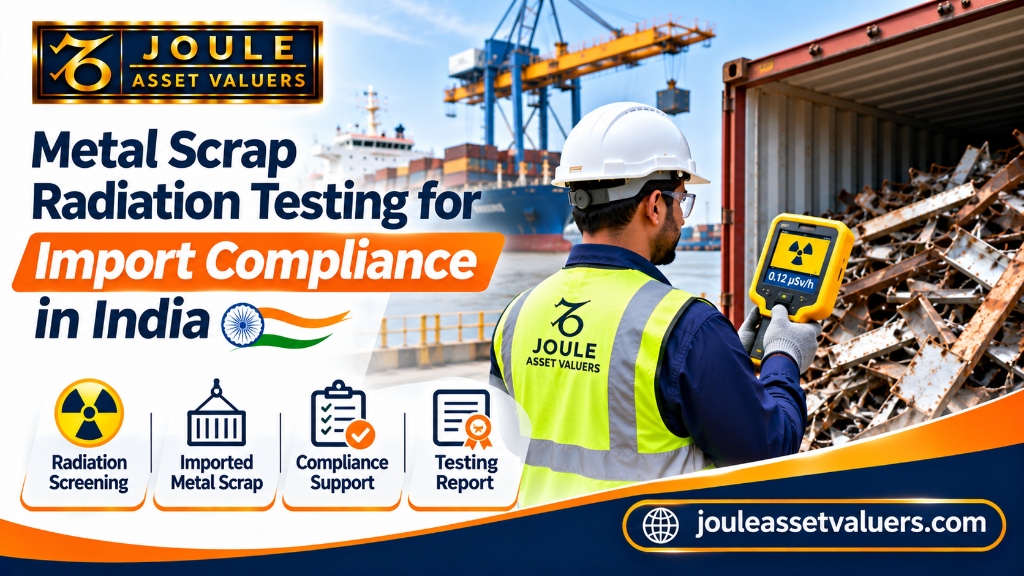 JOULE
ASSET VALUERS
Metal Scrap
Radiation Testing for
Import Compliance
in India
0.12 µSv/h
JOULE
ASSET VALUERS
Radiation
Screening
Imported
Metal Scrap
Compliance
Support
Testing
Report
jouleassetvaluers.com